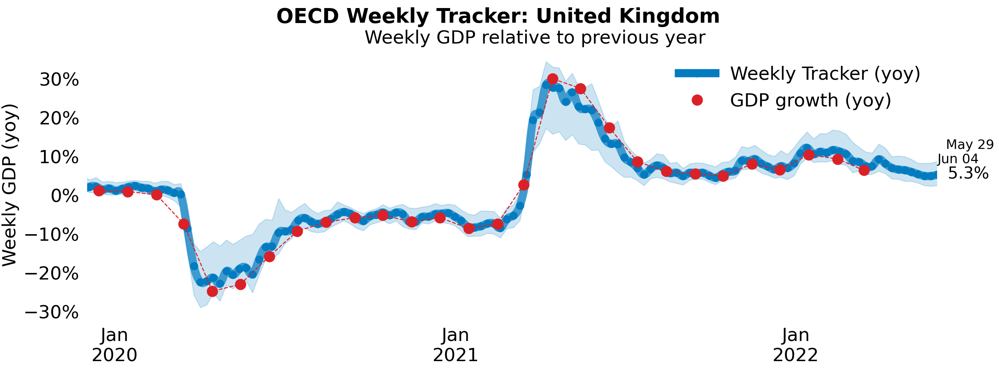 OECD Weekly Tracker: United Kingdom
Weekly GDP relative to previous year
Weekly GDP (yoy)
30%
20%
10%
0%
−10%
−20%
−30%
Weekly Tracker (yoy)
GDP growth (yoy)
May 29
Jun 04
5.3%
Jan
2020
Jan
2021
Jan
2022